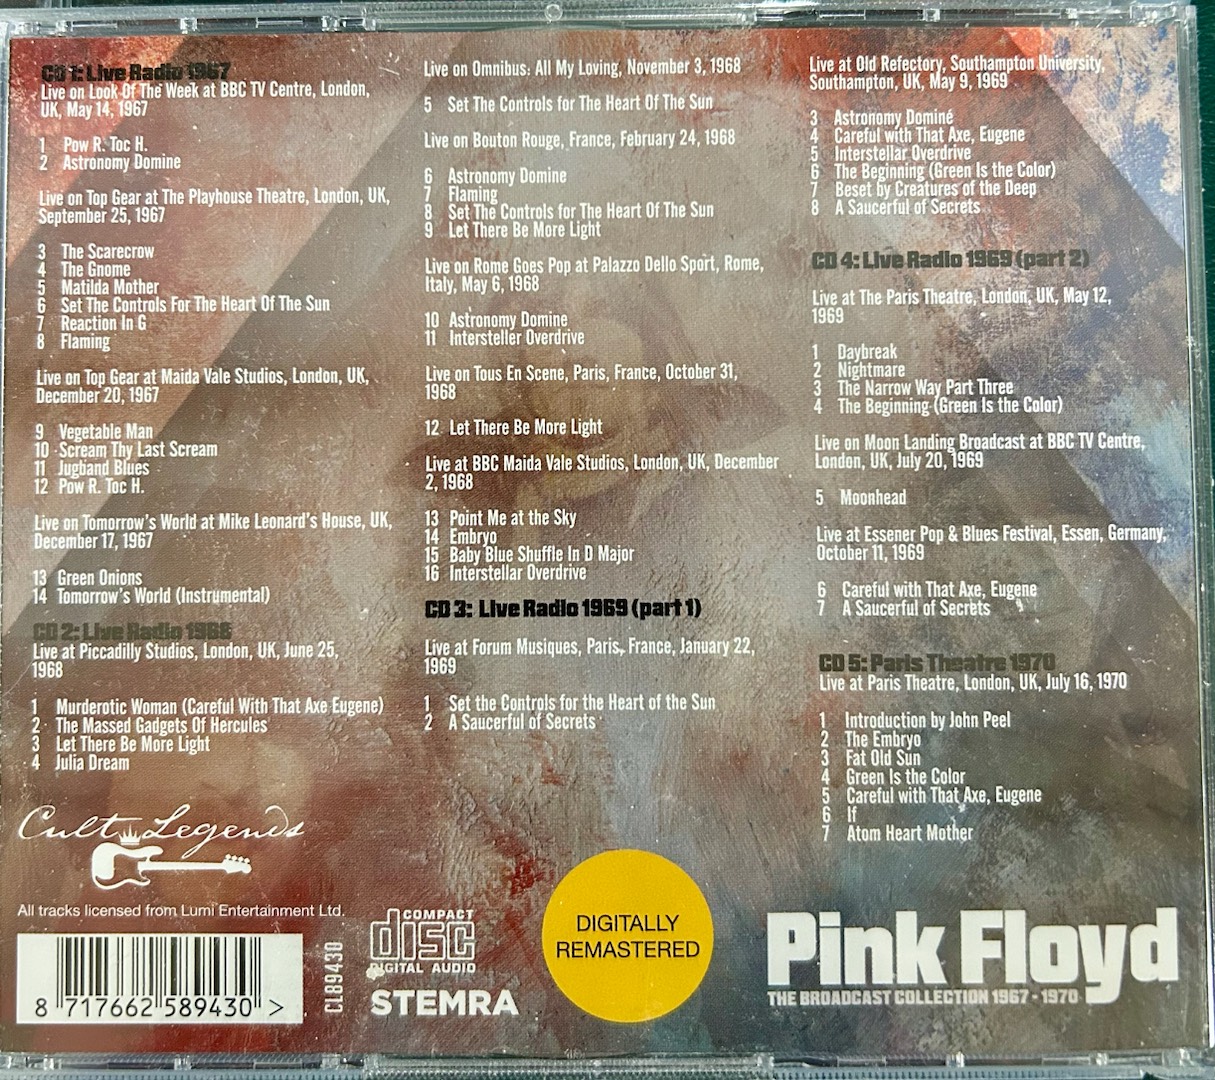 CD 1: Live Radio 1967
Live on Look Of The Week at BBC TV Centre, London,
UK, May 14, 1967
1 Pow R. Toc H.
2 Astronomy Domine
Live on Top Gear at The Playhouse Theatre, London, UK,
September 25, 1967
3 The Scarecrow
4 The Gnome
5 Matilda Mother
6 Set The Controls For The Heart Of The Sun
7 Reaction In G
8 Flaming
Live on Top Gear at Maida Vale Studios, London, UK,
December 20, 1967
9 Vegetable Man
10 Scream Thy Last Scream
11 Jugband Blues
12 Pow R. Toc H.
Live on Tomorrow's World at Mike Leonard's House, UK,
December 17, 1967
13 Green Onions
14 Tomorrow's World (Instrumental)
CD 2: Live Radio 1968
Live at Piccadilly Studios, London, UK, June 25,
1968
1 Murderotic Woman (Careful With That Axe Eugene)
2 The Massed Gadgets Of Hercules
3 Let There Be More Light
4 Julia Dream
Live on Omnibus: All My Loving, November 3, 1968
5 Set The Controls for The Heart Of The Sun
Live on Bouton Rouge, France, February 24, 1968
6 Astronomy Domine
7 Flaming
8 Set The Controls for The Heart Of The Sun
9 Let There Be More Light
Live on Rome Goes Pop at Palazzo Dello Sport, Rome,
Italy, May 6, 1968
10 Astronomy Domine
11 Intersteller Overdrive
Live on Tous En Scene, Paris, France, October 31,
1968
12 Let There Be More Light
Live at BBC Maida Vale Studios, London, UK, December
2, 1968
13 Point Me at the Sky
14 Embryo
15 Baby Blue Shuffle In D Major
16 Interstellar Overdrive
CD 3: Live Radio 1969 (part 1)
Live at Forum Musiques, Paris, France, January 22,
1969
1 Set the Controls for the Heart of the Sun
2 A Saucerful of Secrets
Live at Old Refectory, Southampton University,
Southampton, UK, May 9, 1969
3 Astronomy Dominé
4 Careful with That Axe, Eugene
5 Interstellar Overdrive
6 The Beginning (Green Is the Color)
7 Beset by Creatures of the Deep
8 A Saucerful of Secrets
CD 4: Live Radio 1969 (part 2)
Live at The Paris Theatre, London, UK, May 12,
1969
1 Daybreak
2 Nightmare
3 The Narrow Way Part Three
4 The Beginning (Green Is the Color)
Live on Moon Landing Broadcast at BBC TV Centre,
London, UK, July 20, 1969
5 Moonhead
Live at Essener Pop & Blues Festival, Essen, Germany,
October 11, 1969
6 Careful with That Axe, Eugene
7 A Saucerful of Secrets
CD 5: Paris Theatre 1970
Live at Paris Theatre, London, UK, July 16, 1970
1 Introduction by John Peel
2 The Embryo
3 Fat Old Sun
4 Green Is the Color
5 Careful with That Axe, Eugene
6 If
7 Atom Heart Mother
Cult Legends
All tracks licensed from Lumi Entertainment Ltd.
8 717662 589430 >
CL89430
COMPACT
disc
DIGITAL AUDIO
STEMRA
DIGITALLY
REMASTERED
Pink Floyd
THE BROADCAST COLLECTION 1967 - 1970